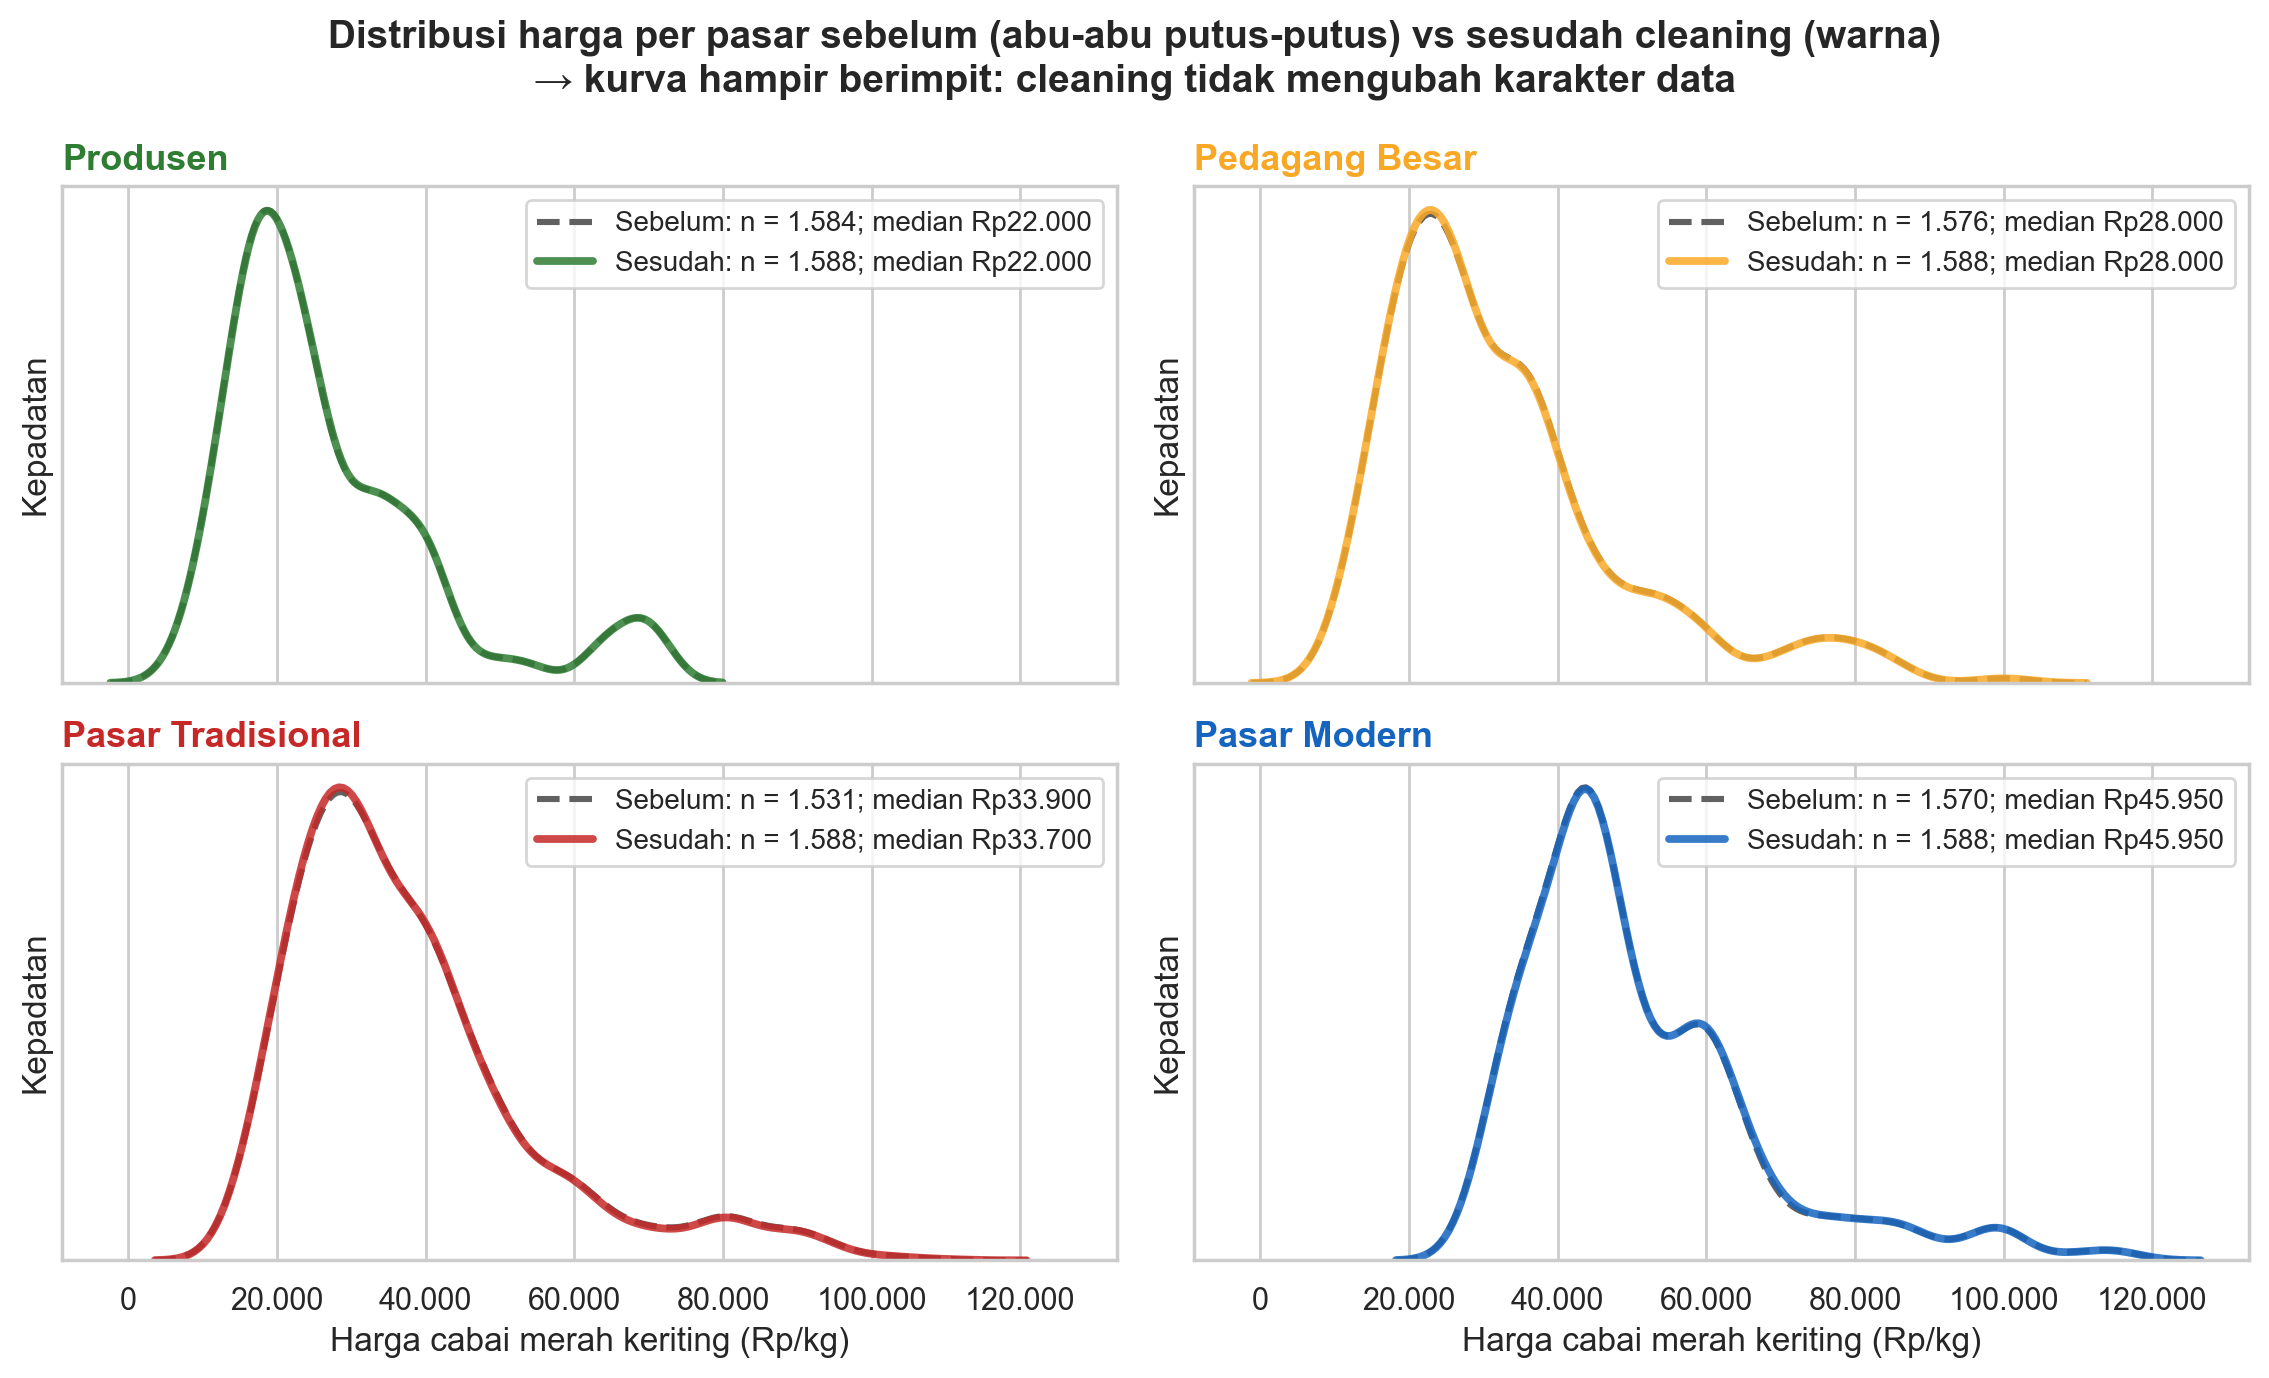 Distribusi harga per pasar sebelum (abu-abu putus-putus) vs sesudah cleaning (warna)
→ kurva hampir berimpit: cleaning tidak mengubah karakter data
Produsen
Kepadatan
Sebelum: n = 1.584; median Rp22.000
Sesudah: n = 1.588; median Rp22.000
Pedagang Besar
Kepadatan
Sebelum: n = 1.576; median Rp28.000
Sesudah: n = 1.588; median Rp28.000
Pasar Tradisional
Kepadatan
Sebelum: n = 1.531; median Rp33.900
Sesudah: n = 1.588; median Rp33.700
0 20.000 40.000 60.000 80.000 100.000 120.000
Harga cabai merah keriting (Rp/kg)
Pasar Modern
Kepadatan
Sebelum: n = 1.570; median Rp45.950
Sesudah: n = 1.588; median Rp45.950
0 20.000 40.000 60.000 80.000 100.000 120.000
Harga cabai merah keriting (Rp/kg)